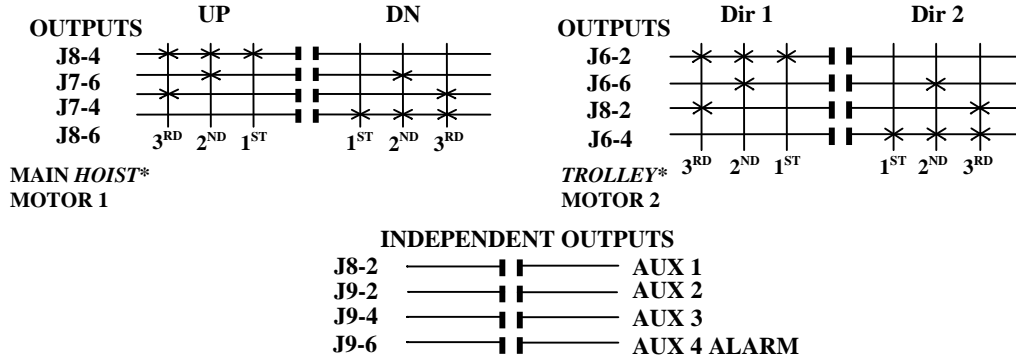 UP DN
OUTPUTS
J8-4
J7-6
J7-4
J8-6
3RD 2ND 1ST 1ST 2ND 3RD
MAIN HOIST*
MOTOR 1
Dir 1 Dir 2
OUTPUTS
J6-2
J6-6
J8-2
J6-4
3RD 2ND 1ST 1ST 2ND 3RD
TROLLEY*
MOTOR 2
INDEPENDENT OUTPUTS
J8-2 AUX 1
J9-2 AUX 2
J9-4 AUX 3
J9-6 AUX 4 ALARM